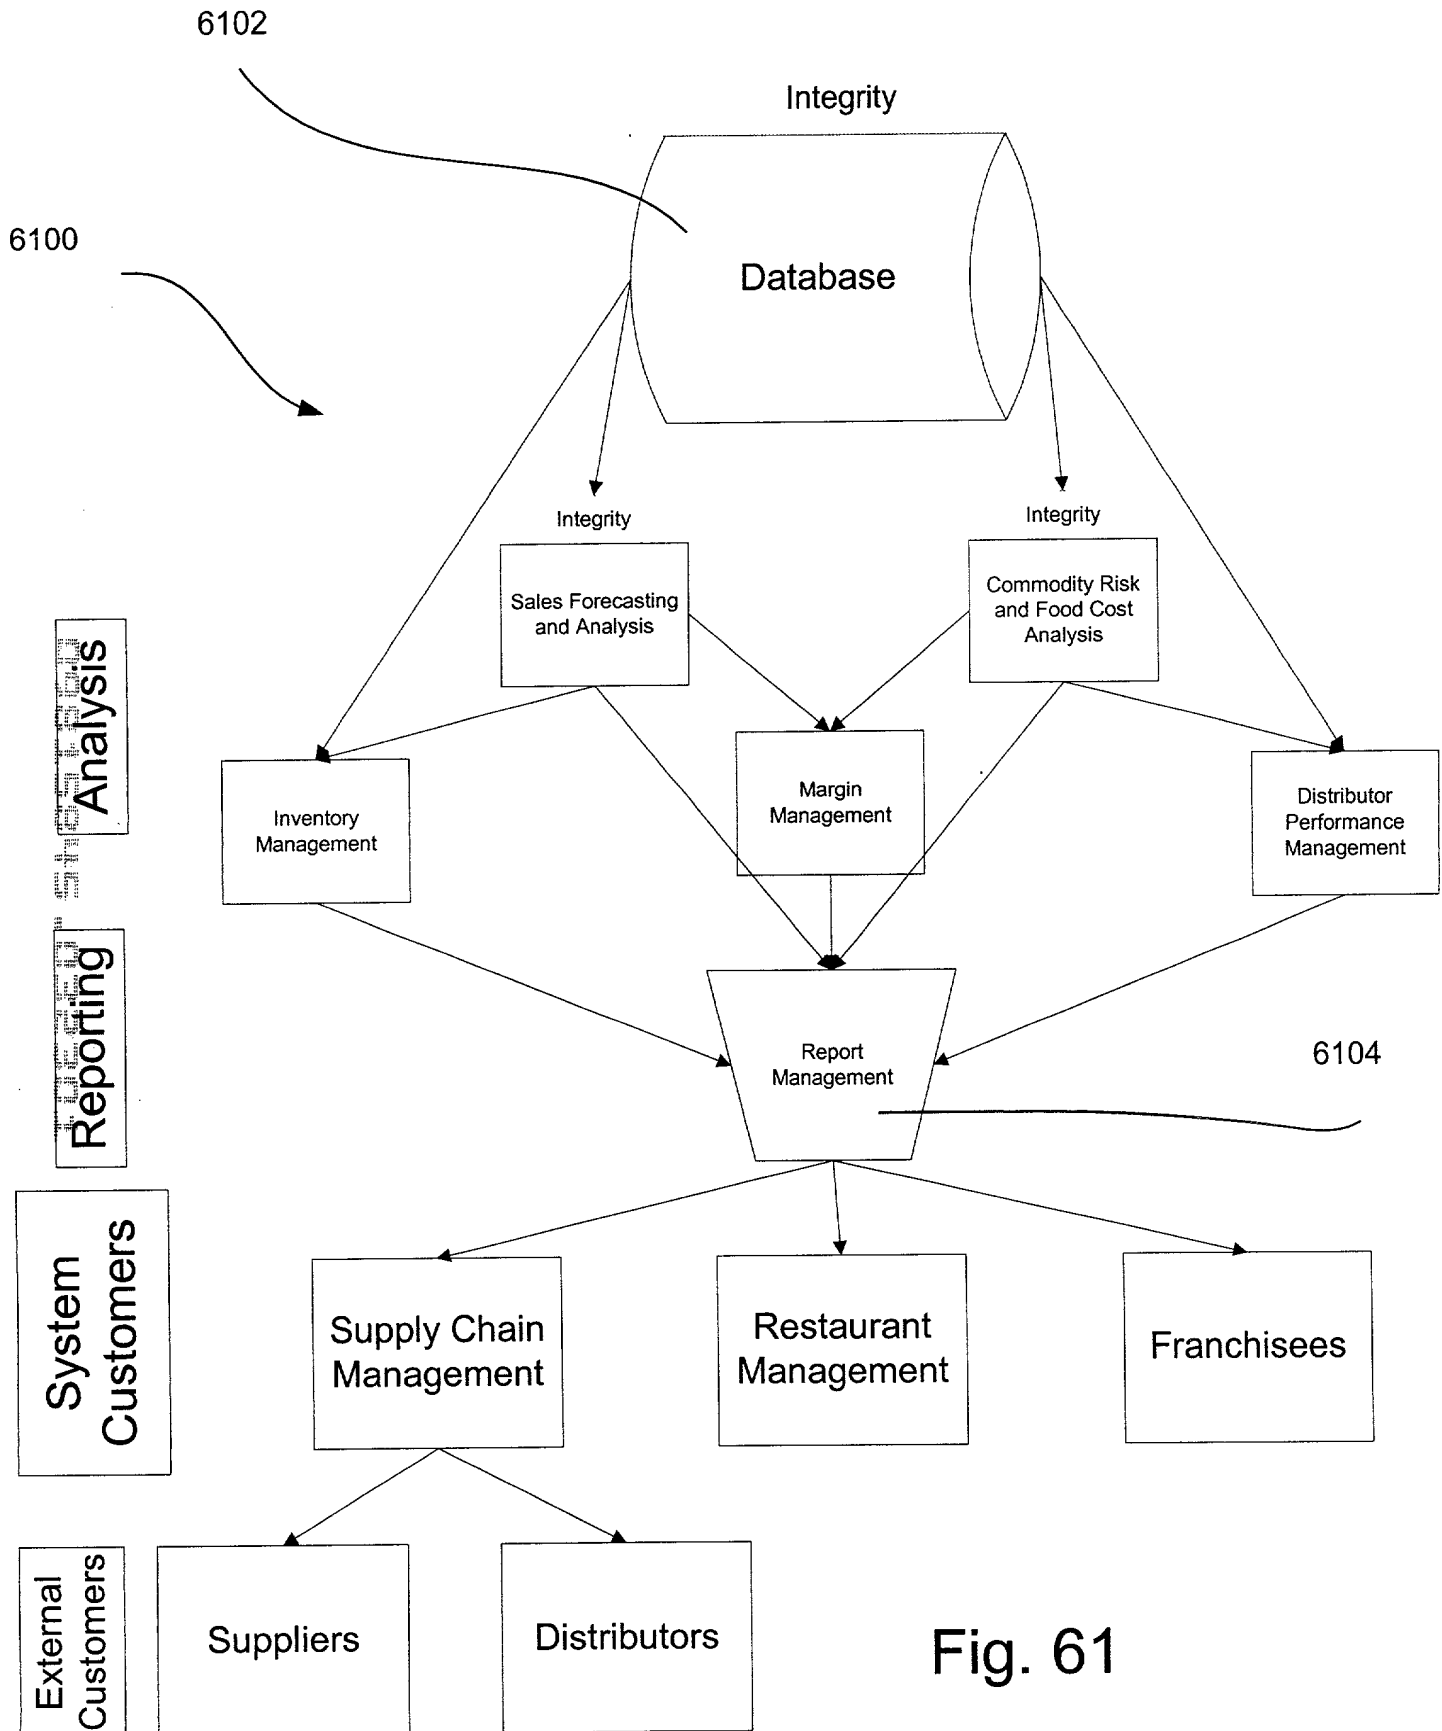 6102
Integrity
6100
Database
Integrity
Integrity
Sales Forecasting
and Analysis
Commodity Risk
and Food Cost
Analysis
Analysis
Inventory
Management
Margin
Management
Distributor
Performance
Management
Reporting
Report
Management
6104
System
Customers
Supply Chain
Management
Restaurant
Management
Franchisees
External
Customers
Suppliers
Distributors
Fig. 61